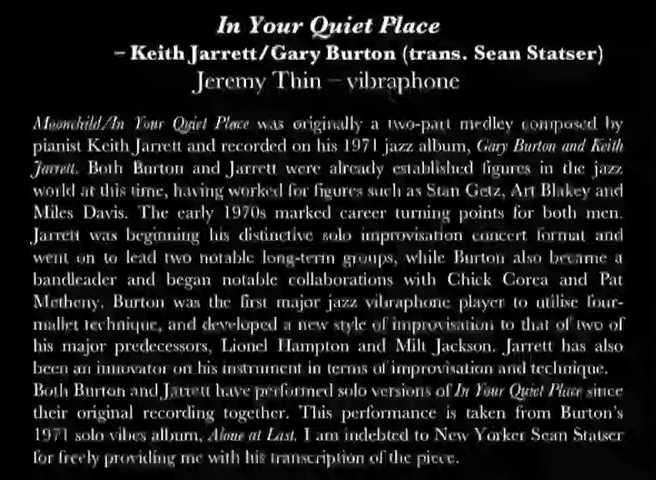 In Your Quiet Place
– Keith Jarrett/Gary Burton (trans. Sean Statser)
Jeremy Thin – vibraphone
Moonchild/In Your Quiet Place was originally a two-part medley composed by
pianist Keith Jarrett and recorded on his 1971 jazz album, Gary Burton and Keith
Jarrett. Both Burton and Jarrett were already established figures in the jazz
world at this time, having worked for figures such as Stan Getz, Art Blakey and
Miles Davis. The early 1970s marked career turning points for both men.
Jarrett was beginning his distinctive solo improvisation concert format and
went on to lead two notable long-term groups, while Burton also became a
bandleader and began notable collaborations with Chick Corea and Pat
Metheny. Burton was the first major jazz vibraphone player to utilise four-
mallet technique, and developed a new style of improvisation to that of two of
his major predecessors, Lionel Hampton and Milt Jackson. Jarrett has also
been an innovator on his instrument in terms of improvisation and technique.
Both Burton and Jarrett have performed solo versions of In Your Quiet Place since
their original recording together. This performance is taken from Burton's
1971 solo vibes album, Alone at Last. I am indebted to New Yorker Sean Statser
for freely providing me with his transcription of the piece.